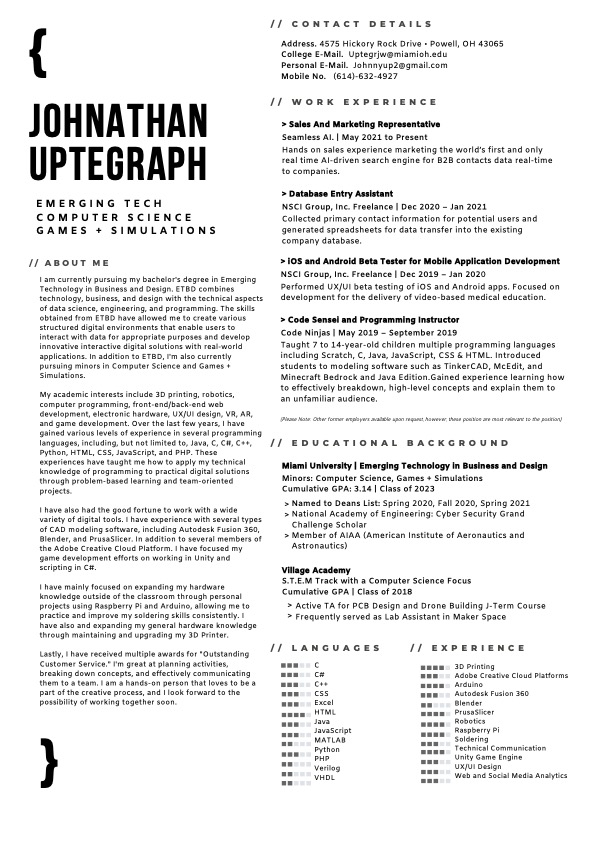 {
JOHNATHAN
UPTEGRAPH
EMERGING TECH
COMPUTER SCIENCE
GAMES + SIMULATIONS
// ABOUT ME
I am currently pursuing my bachelor's degree in Emerging
Technology in Business and Design. ETBD combines
technology, business, and design with the technical aspects
of data science, engineering, and programming. The skills
obtained from ETBD have allowed me to create various
structured digital environments that enable users to
interact with data for appropriate purposes and develop
innovative interactive digital solutions with real-world
applications. In addition to ETBD, I'm also currently
pursuing minors in Computer Science and Games +
Simulations.
My academic interests include 3D printing, robotics,
computer programming, front-end/back-end web
development, electronic hardware, UX/UI design, VR, AR,
and game development. Over the last few years, I have
gained various levels of experience in several programming
languages, including, but not limited to, Java, C, C#, C++,
Python, HTML, CSS, JavaScript, and PHP. These
experiences have taught me how to apply my technical
knowledge of programming to practical digital solutions
through problem-based learning and team-oriented
projects.
I have also had the good fortune to work with a wide
variety of digital tools. I have experience with several types
of CAD modeling software, including Autodesk Fusion 360,
Blender, and PrusaSlicer. In addition to several members of
the Adobe Creative Cloud Platform. I have focused my
game development efforts on working in Unity and
scripting in C#.
I have mainly focused on expanding my hardware
knowledge outside of the classroom through personal
projects using Raspberry Pi and Arduino, allowing me to
practice and improve my soldering skills consistently. I
have also and expanding my general hardware knowledge
through maintaining and upgrading my 3D Printer.
Lastly, I have received multiple awards for "Outstanding
Customer Service." I'm great at planning activities,
breaking down concepts, and effectively communicating
them to a team. I am a hands-on person that loves to be a
part of the creative process, and I look forward to the
possibility of working together soon.
}
// CONTACT DETAILS
Address. 4575 Hickory Rock Drive • Powell, OH 43065
College E-Mail. Uptegrjw@miamioh.edu
Personal E-Mail. Johnnyup2@gmail.com
Mobile No. (614)-632-4927
// WORK EXPERIENCE
> Sales And Marketing Representative
Seamless AI. | May 2021 to Present
Hands on sales experience marketing the world's first and only
real time AI-driven search engine for B2B contacts data real-time
to companies.
> Database Entry Assistant
NSCI Group, Inc. Freelance | Dec 2020 – Jan 2021
Collected primary contact information for potential users and
generated spreadsheets for data transfer into the existing
company database.
> iOS and Android Beta Tester for Mobile Application Development
NSCI Group, Inc. Freelance | Dec 2019 – Jan 2020
Performed UX/UI beta testing of iOS and Android apps. Focused on
development for the delivery of video-based medical education.
> Code Sensei and Programming Instructor
Code Ninjas | May 2019 – September 2019
Taught 7 to 14-year-old children multiple programming languages
including Scratch, C, Java, JavaScript, CSS & HTML. Introduced
students to modeling software such as TinkerCAD, McEdit, and
Minecraft Bedrock and Java Edition.Gained experience learning how
to effectively breakdown, high-level concepts and explain them to
an unfamiliar audience.
(Please Note: Other former employers available upon request, however, these position are most relevant to the position)
// EDUCATIONAL BACKGROUND
Miami University | Emerging Technology in Business and Design
Minors: Computer Science, Games + Simulations
Cumulative GPA: 3.14 | Class of 2023
> Named to Deans List: Spring 2020, Fall 2020, Spring 2021
> National Academy of Engineering: Cyber Security Grand
Challenge Scholar
> Member of AIAA (American Institute of Aeronautics and
Astronautics)
Village Academy
S.T.E.M Track with a Computer Science Focus
Cumulative GPA | Class of 2018
> Active TA for PCB Design and Drone Building J-Term Course
> Frequently served as Lab Assistant in Maker Space
// LANGUAGES
C
C#
C++
CSS
Excel
HTML
Java
JavaScript
MATLAB
Python
PHP
Verilog
VHDL
// EXPERIENCE
3D Printing
Adobe Creative Cloud Platforms
Arduino
Autodesk Fusion 360
Blender
PrusaSlicer
Robotics
Raspberry Pi
Soldering
Technical Communication
Unity Game Engine
UX/UI Design
Web and Social Media Analytics